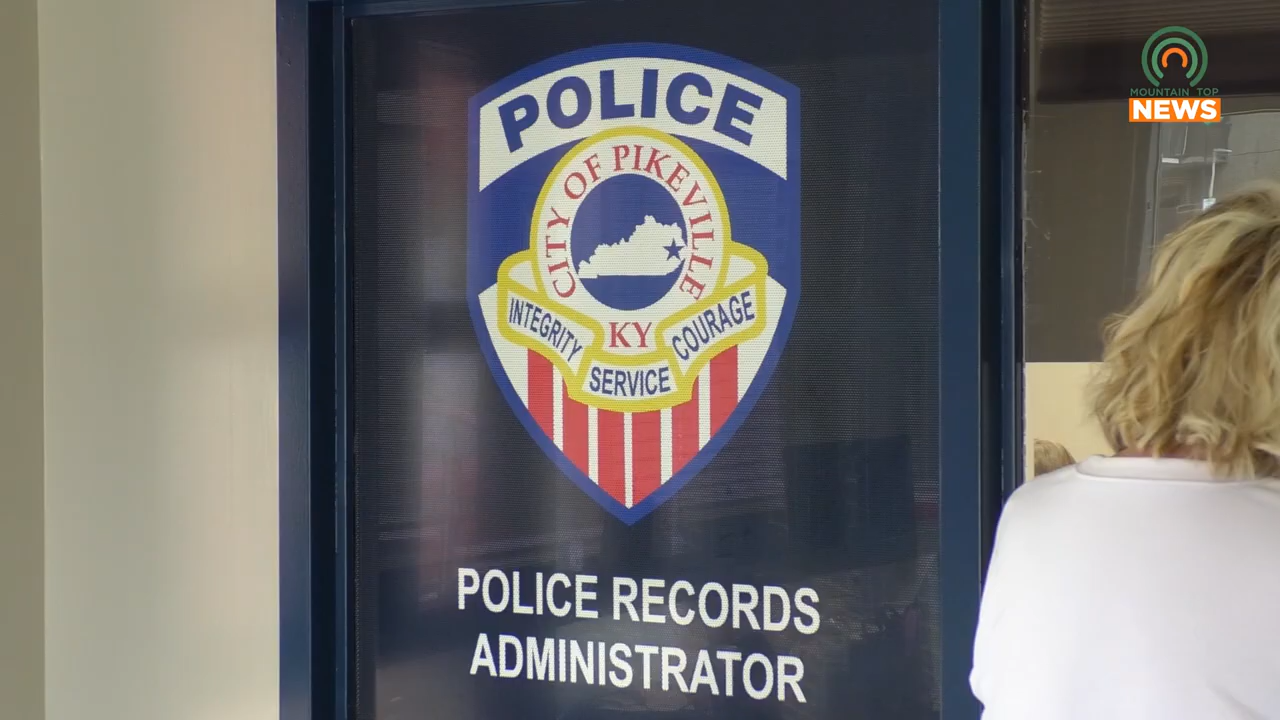 MOUNTAIN TOP
NEWS
POLICE
CITY OF PIKEVILLE
KY
INTEGRITY
SERVICE
COURAGE
POLICE RECORDS
ADMINISTRATOR